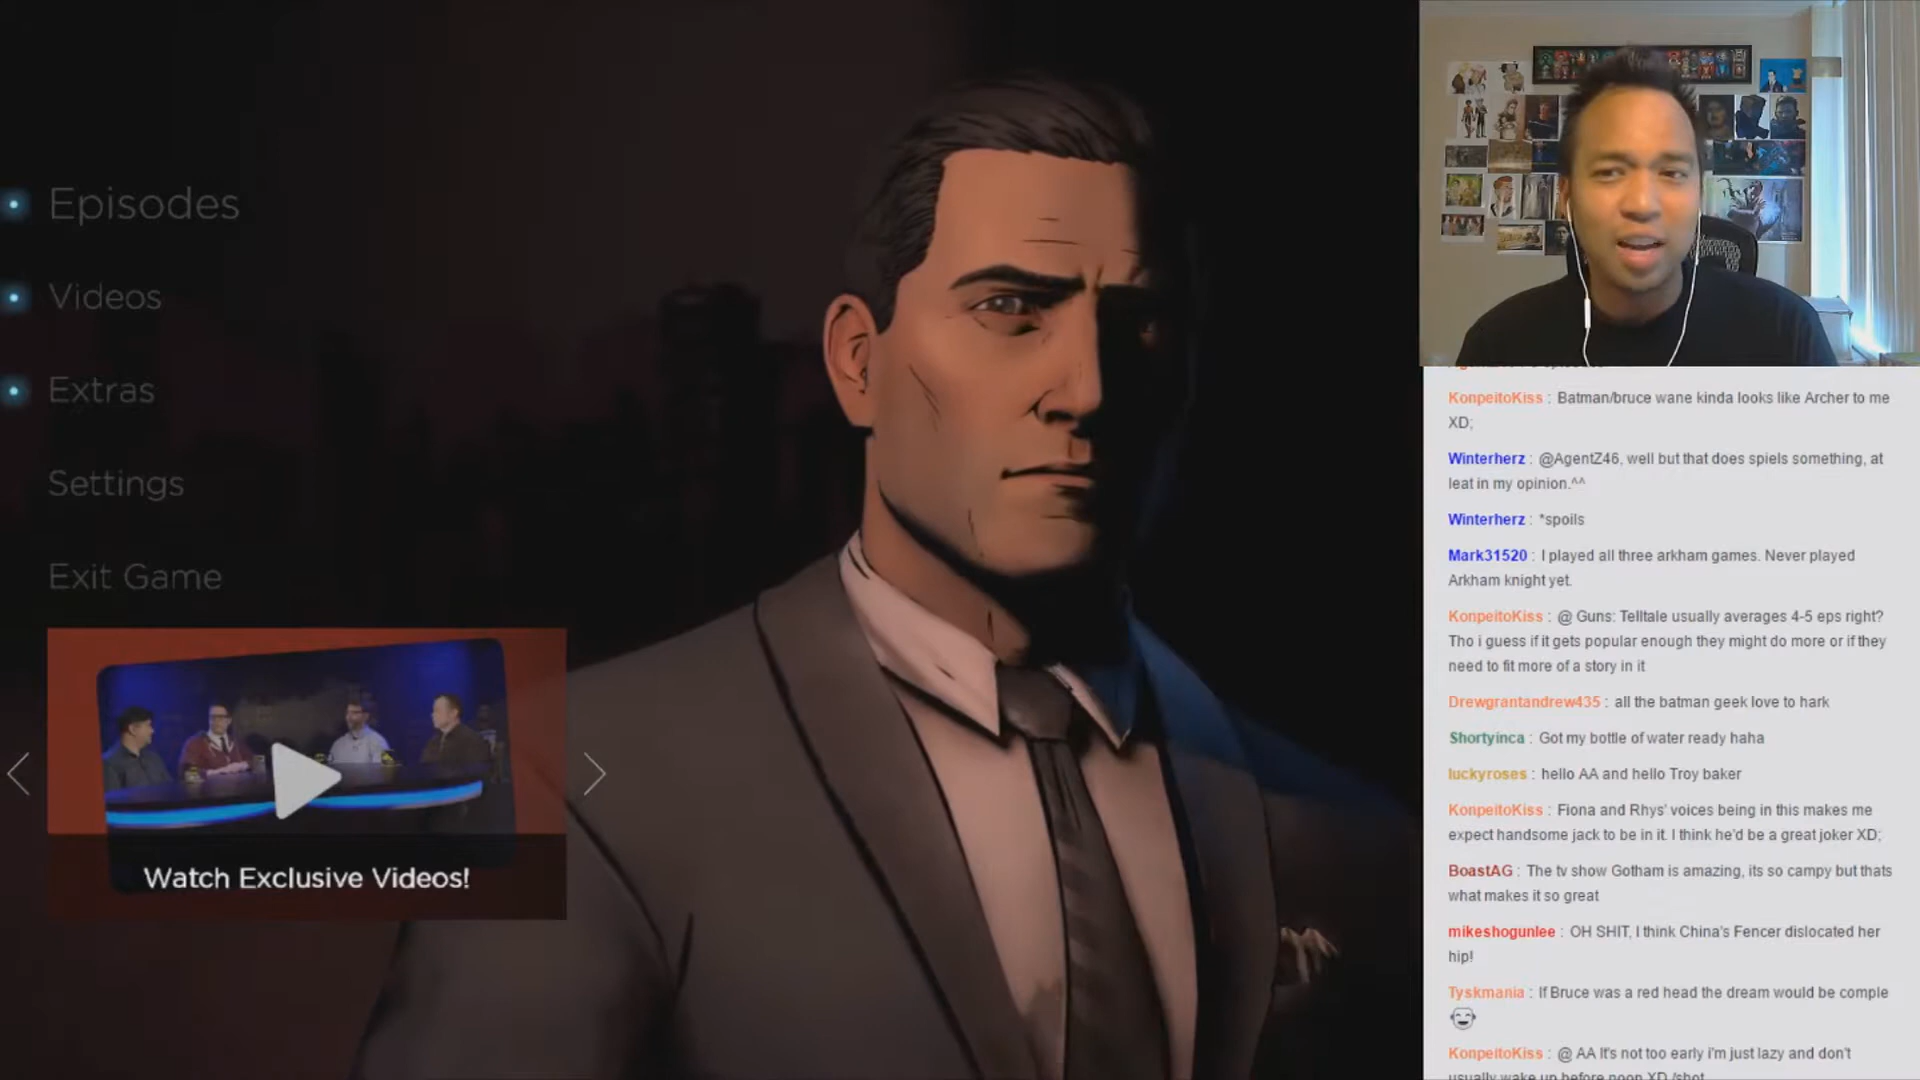 Episodes
Videos
Extras
Settings
Exit Game
Watch Exclusive Videos!
KonpeitoKiss : Batman/bruce wane kinda looks like Archer to me
XD;
Winterherz : @AgentZ46, well but that does spiels something, at
leat in my opinion.^^
Winterherz : *spoils
Mark31520 : I played all three arkham games. Never played
Arkham knight yet.
KonpeitoKiss : @ Guns: Telltale usually averages 4-5 eps right?
Tho i guess if it gets popular enough they might do more or if they
need to fit more of a story in it
Drewgrantandrew435 : all the batman geek love to hark
Shortyinca : Got my bottle of water ready haha
luckyroses : hello AA and hello Troy baker
KonpeitoKiss : Fiona and Rhys' voices being in this makes me
expect handsome jack to be in it. I think he'd be a great joker XD;
BoastAG : The tv show Gotham is amazing, its so campy but thats
what makes it so great
mikeshogunlee : OH SHIT, I think China's Fencer dislocated her
hip!
Tyskmania : If Bruce was a red head the dream would be comple
KonpeitoKiss : @ AA It's not too early i'm just lazy and don't
usually wake up before noon XD /shot